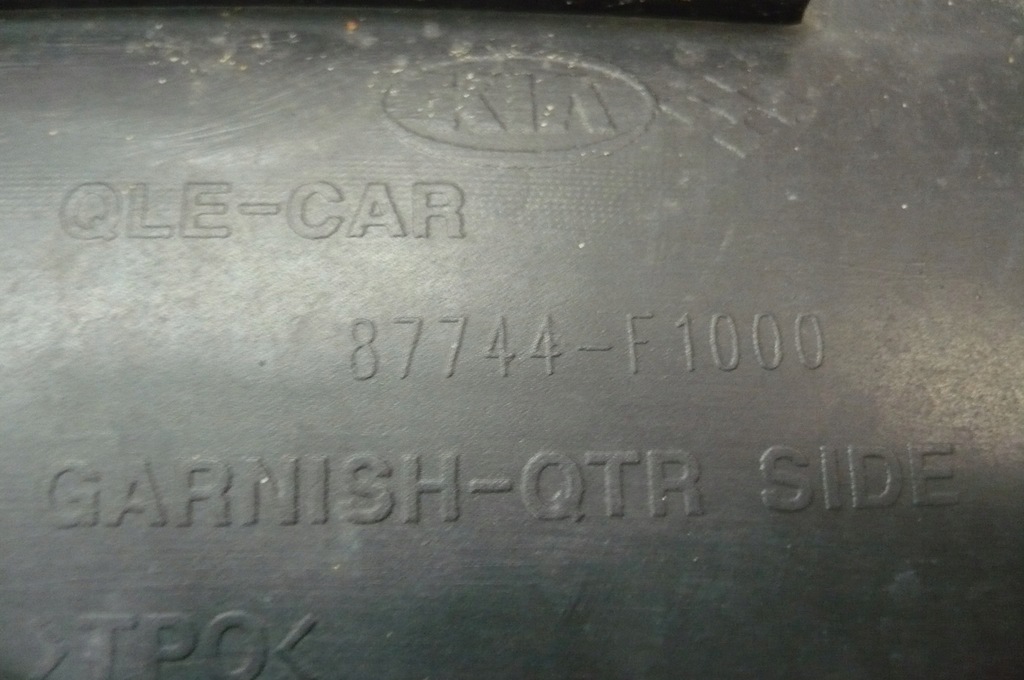 KIA
QLE-CAR
87744-F1000
GARNISH-QTR SIDE
>TPO<